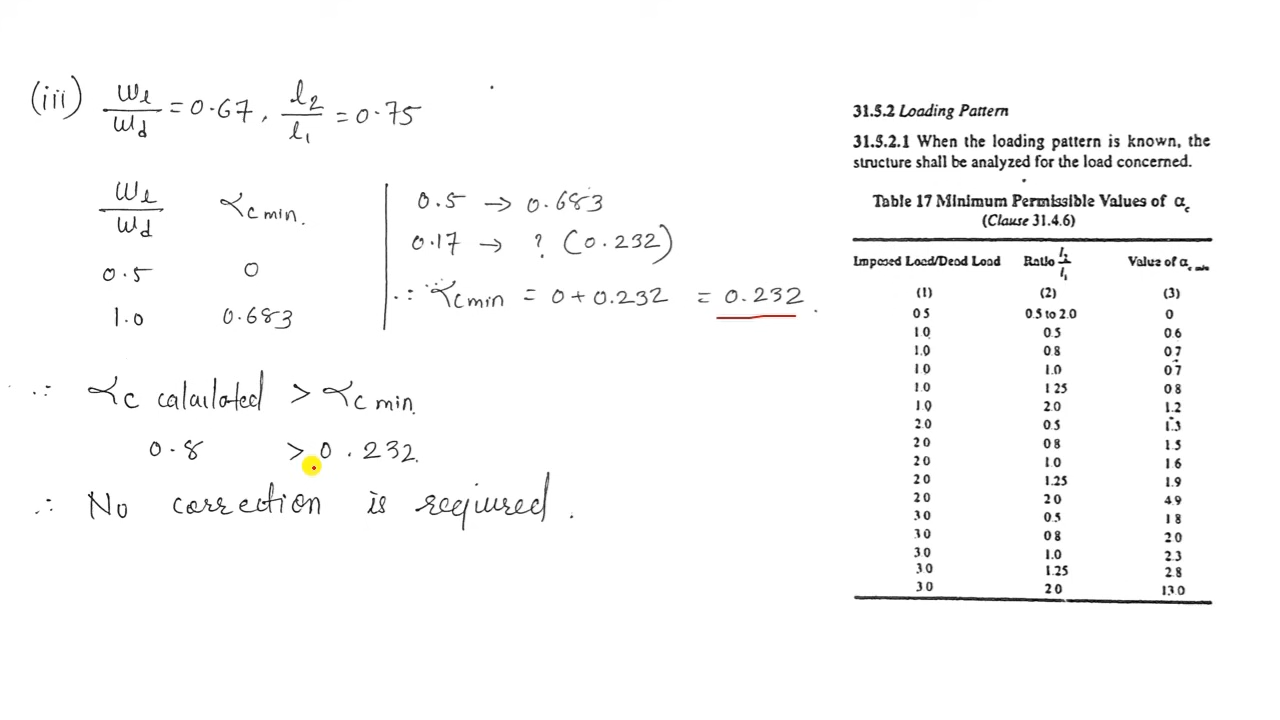 (iii) wₗ/w_d = 0.67, l₂/l₁ = 0.75
wₗ/w_d αc min.
0.5 0
1.0 0.683
0.5 → 0.683
0.17 → ? (0.232)
∴ αc min = 0 + 0.232 = 0.232.
∴ αc calculated > αc min.
0.8 > 0.232.
∴ No correction is required.
31.5.2 Loading Pattern
31.5.2.1 When the loading pattern is known, the
structure shall be analyzed for the load concerned.
Table 17 Minimum Permissible Values of αc
(Clause 31.4.6)
Imposed Load/Dead Load Ratio l₂/l₁ Value of αc min
(1) (2) (3)
0.5 0.5 to 2.0 0
1.0 0.5 0.6
1.0 0.8 0.7
1.0 1.0 0.7
1.0 1.25 0.8
1.0 2.0 1.2
2.0 0.5 1.3
2.0 0.8 1.5
2.0 1.0 1.6
2.0 1.25 1.9
2.0 2.0 4.9
3.0 0.5 1.8
3.0 0.8 2.0
3.0 1.0 2.3
3.0 1.25 2.8
3.0 2.0 13.0